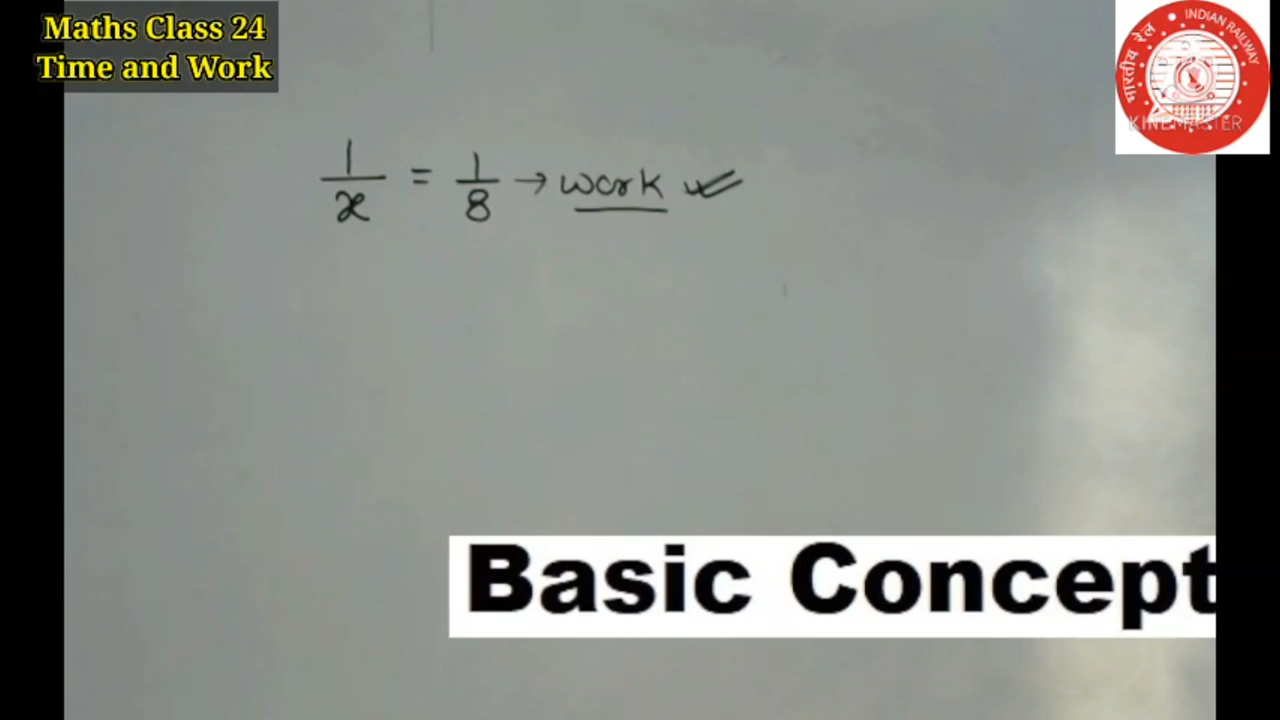 Maths Class 24
Time and Work
भारतीय रेल
INDIAN RAILWAY
KINEMASTER
1/x = 1/8 → work ✓
Basic Concept